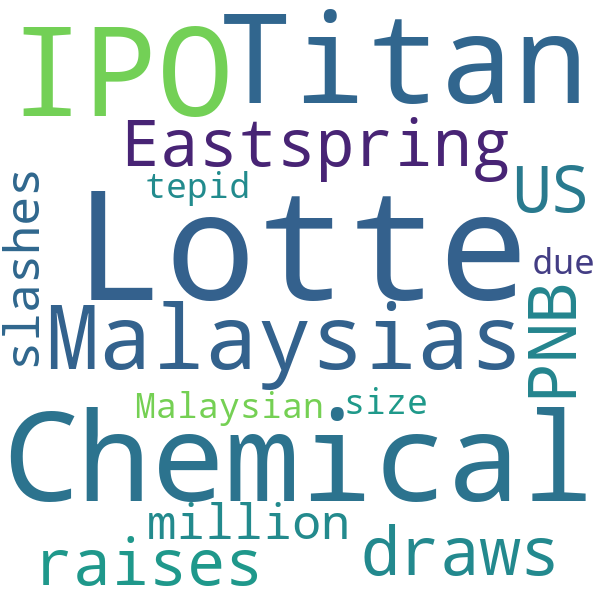 IPO Titan
Eastspring
tepid
US
slashes
Lotte
due
Malaysias
PNB
Malaysian
size
Chemical
million
raises
draws